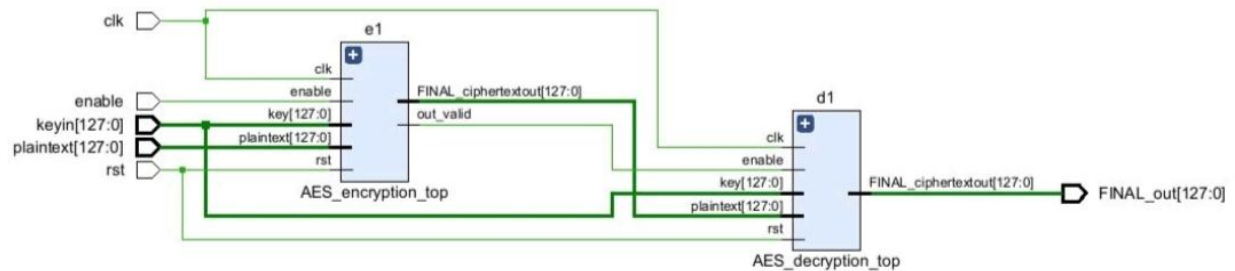 clk
enable
keyin[127:0]
plaintext[127:0]
rst
e1
clk
enable
key[127:0]
plaintext[127:0]
rst
FINAL_ciphertextout[127:0]
out_valid
AES_encryption_top
d1
clk
enable
key[127:0]
plaintext[127:0]
rst
FINAL_ciphertextout[127:0]
AES_decryption_top
FINAL_out[127:0]